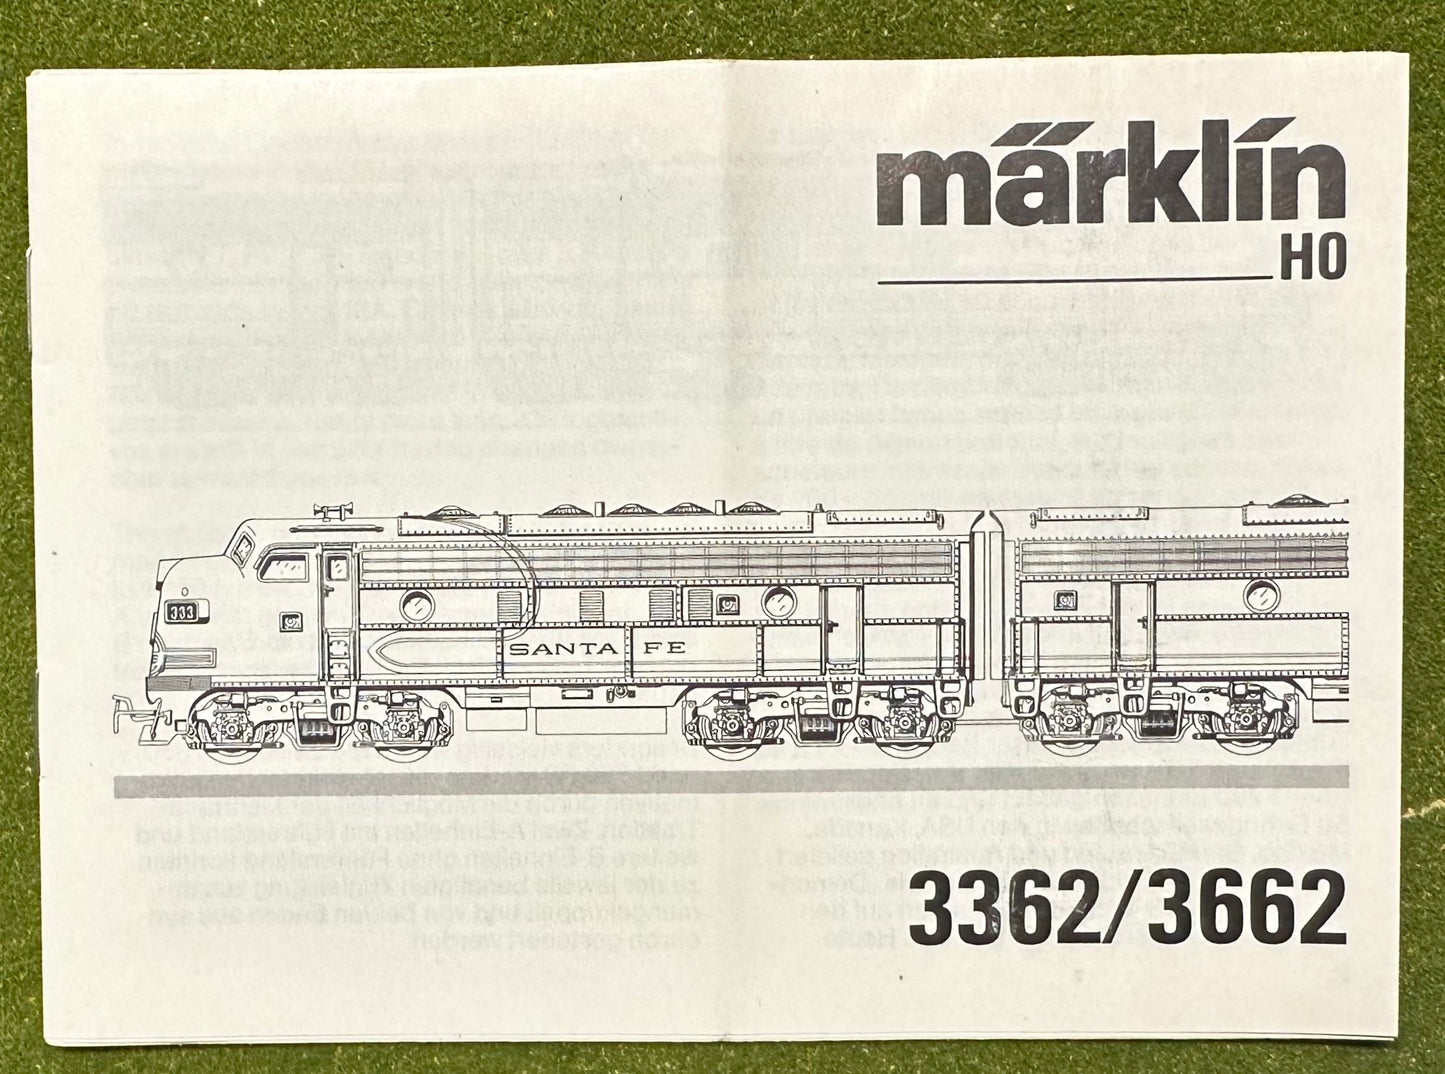 märklin
HO
333
SANTA FE
3362/3662